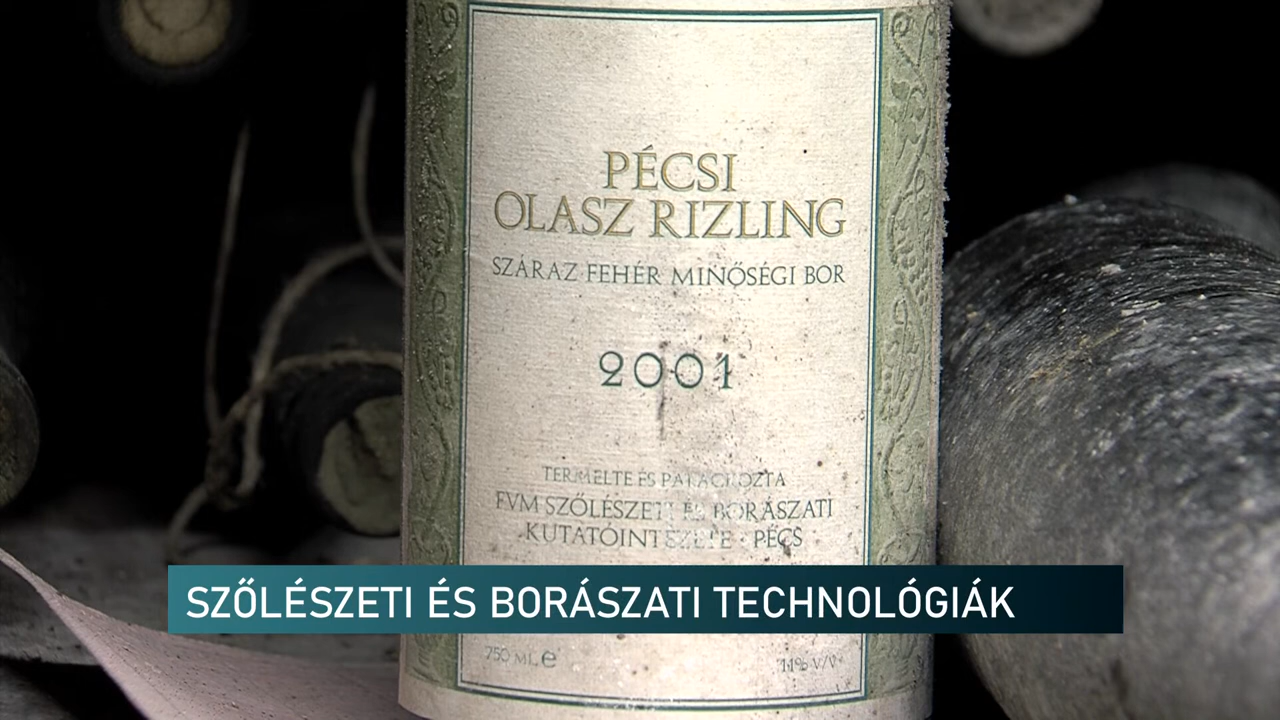 PÉCSI
OLASZ RIZLING
SZÁRAZ FEHÉR MINŐSÉGI BOR
2001
TERMELTE ÉS PALACKOZTA
FVM SZŐLÉSZETI ÉS BORÁSZATI
KUTATÓINTÉZETE - PÉCS
SZŐLÉSZETI ÉS BORÁSZATI TECHNOLÓGIÁK
750 ML ℮ 11% V/V